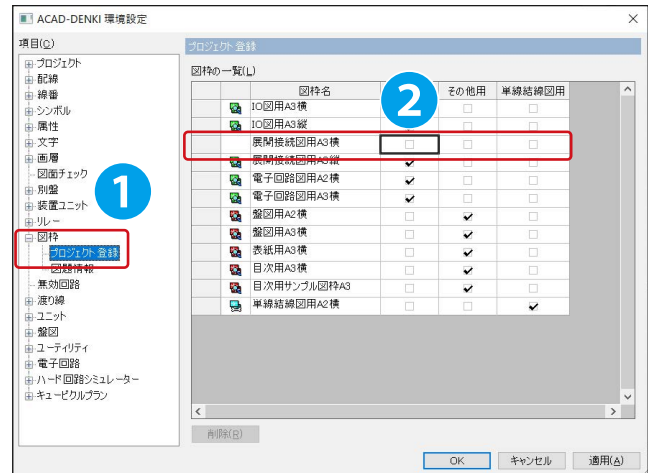 ACAD-DENKI 環境設定
項目(C)
プロジェクト
配線
線番
シンボル
属性
文字
画層
図面チェック
別盤
装置ユニット
リレー
図枠
プロジェクト登録
図題情報
無効回路
渡り線
ユニット
盤図
ユーティリティ
電子回路
ハード回路シミュレーター
キュービクルプラン
1
プロジェクト登録
図枠の一覧(L)
2
図枠名 その他用 単線結線図用
IO図用A3横
IO図用A3縦
展開接続図用A3横
展開接続図用A3縦
電子回路図用A2横
電子回路図用A3横
盤図用A2横
盤図用A3横
表紙用A3横
目次用A3横
目次用サンプル図枠A3
単線結線図用A2横
削除(R)
OK キャンセル 適用(A)